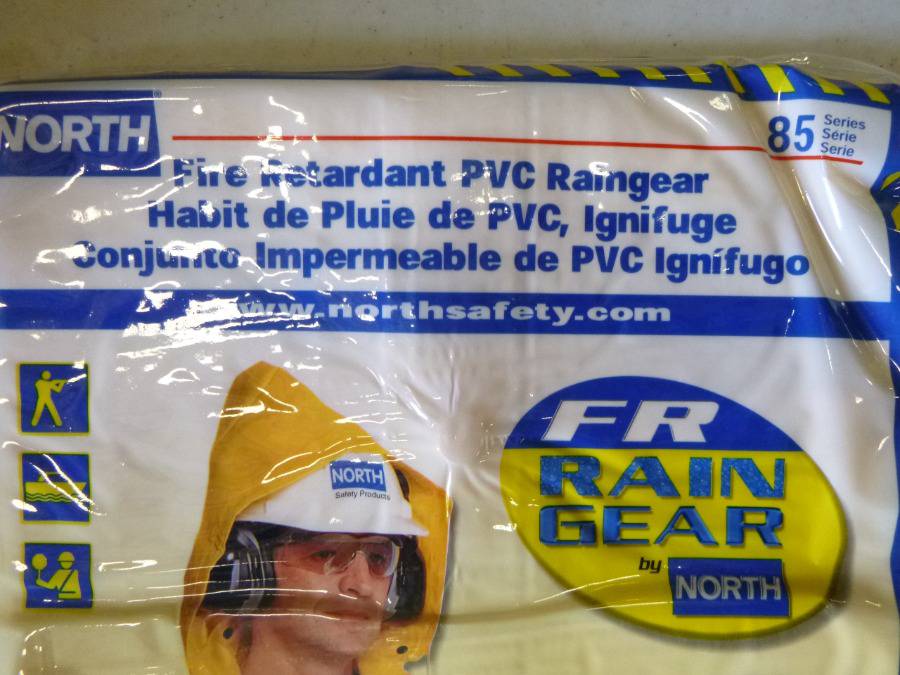 NORTH
85 Series
Série
Serie
Fire Retardant PVC Raingear
Habit de Pluie de PVC, Ignifuge
Conjunto Impermeable de PVC Ignífugo
www.northsafety.com
NORTH
Safety Products
FR
RAIN
GEAR
by NORTH